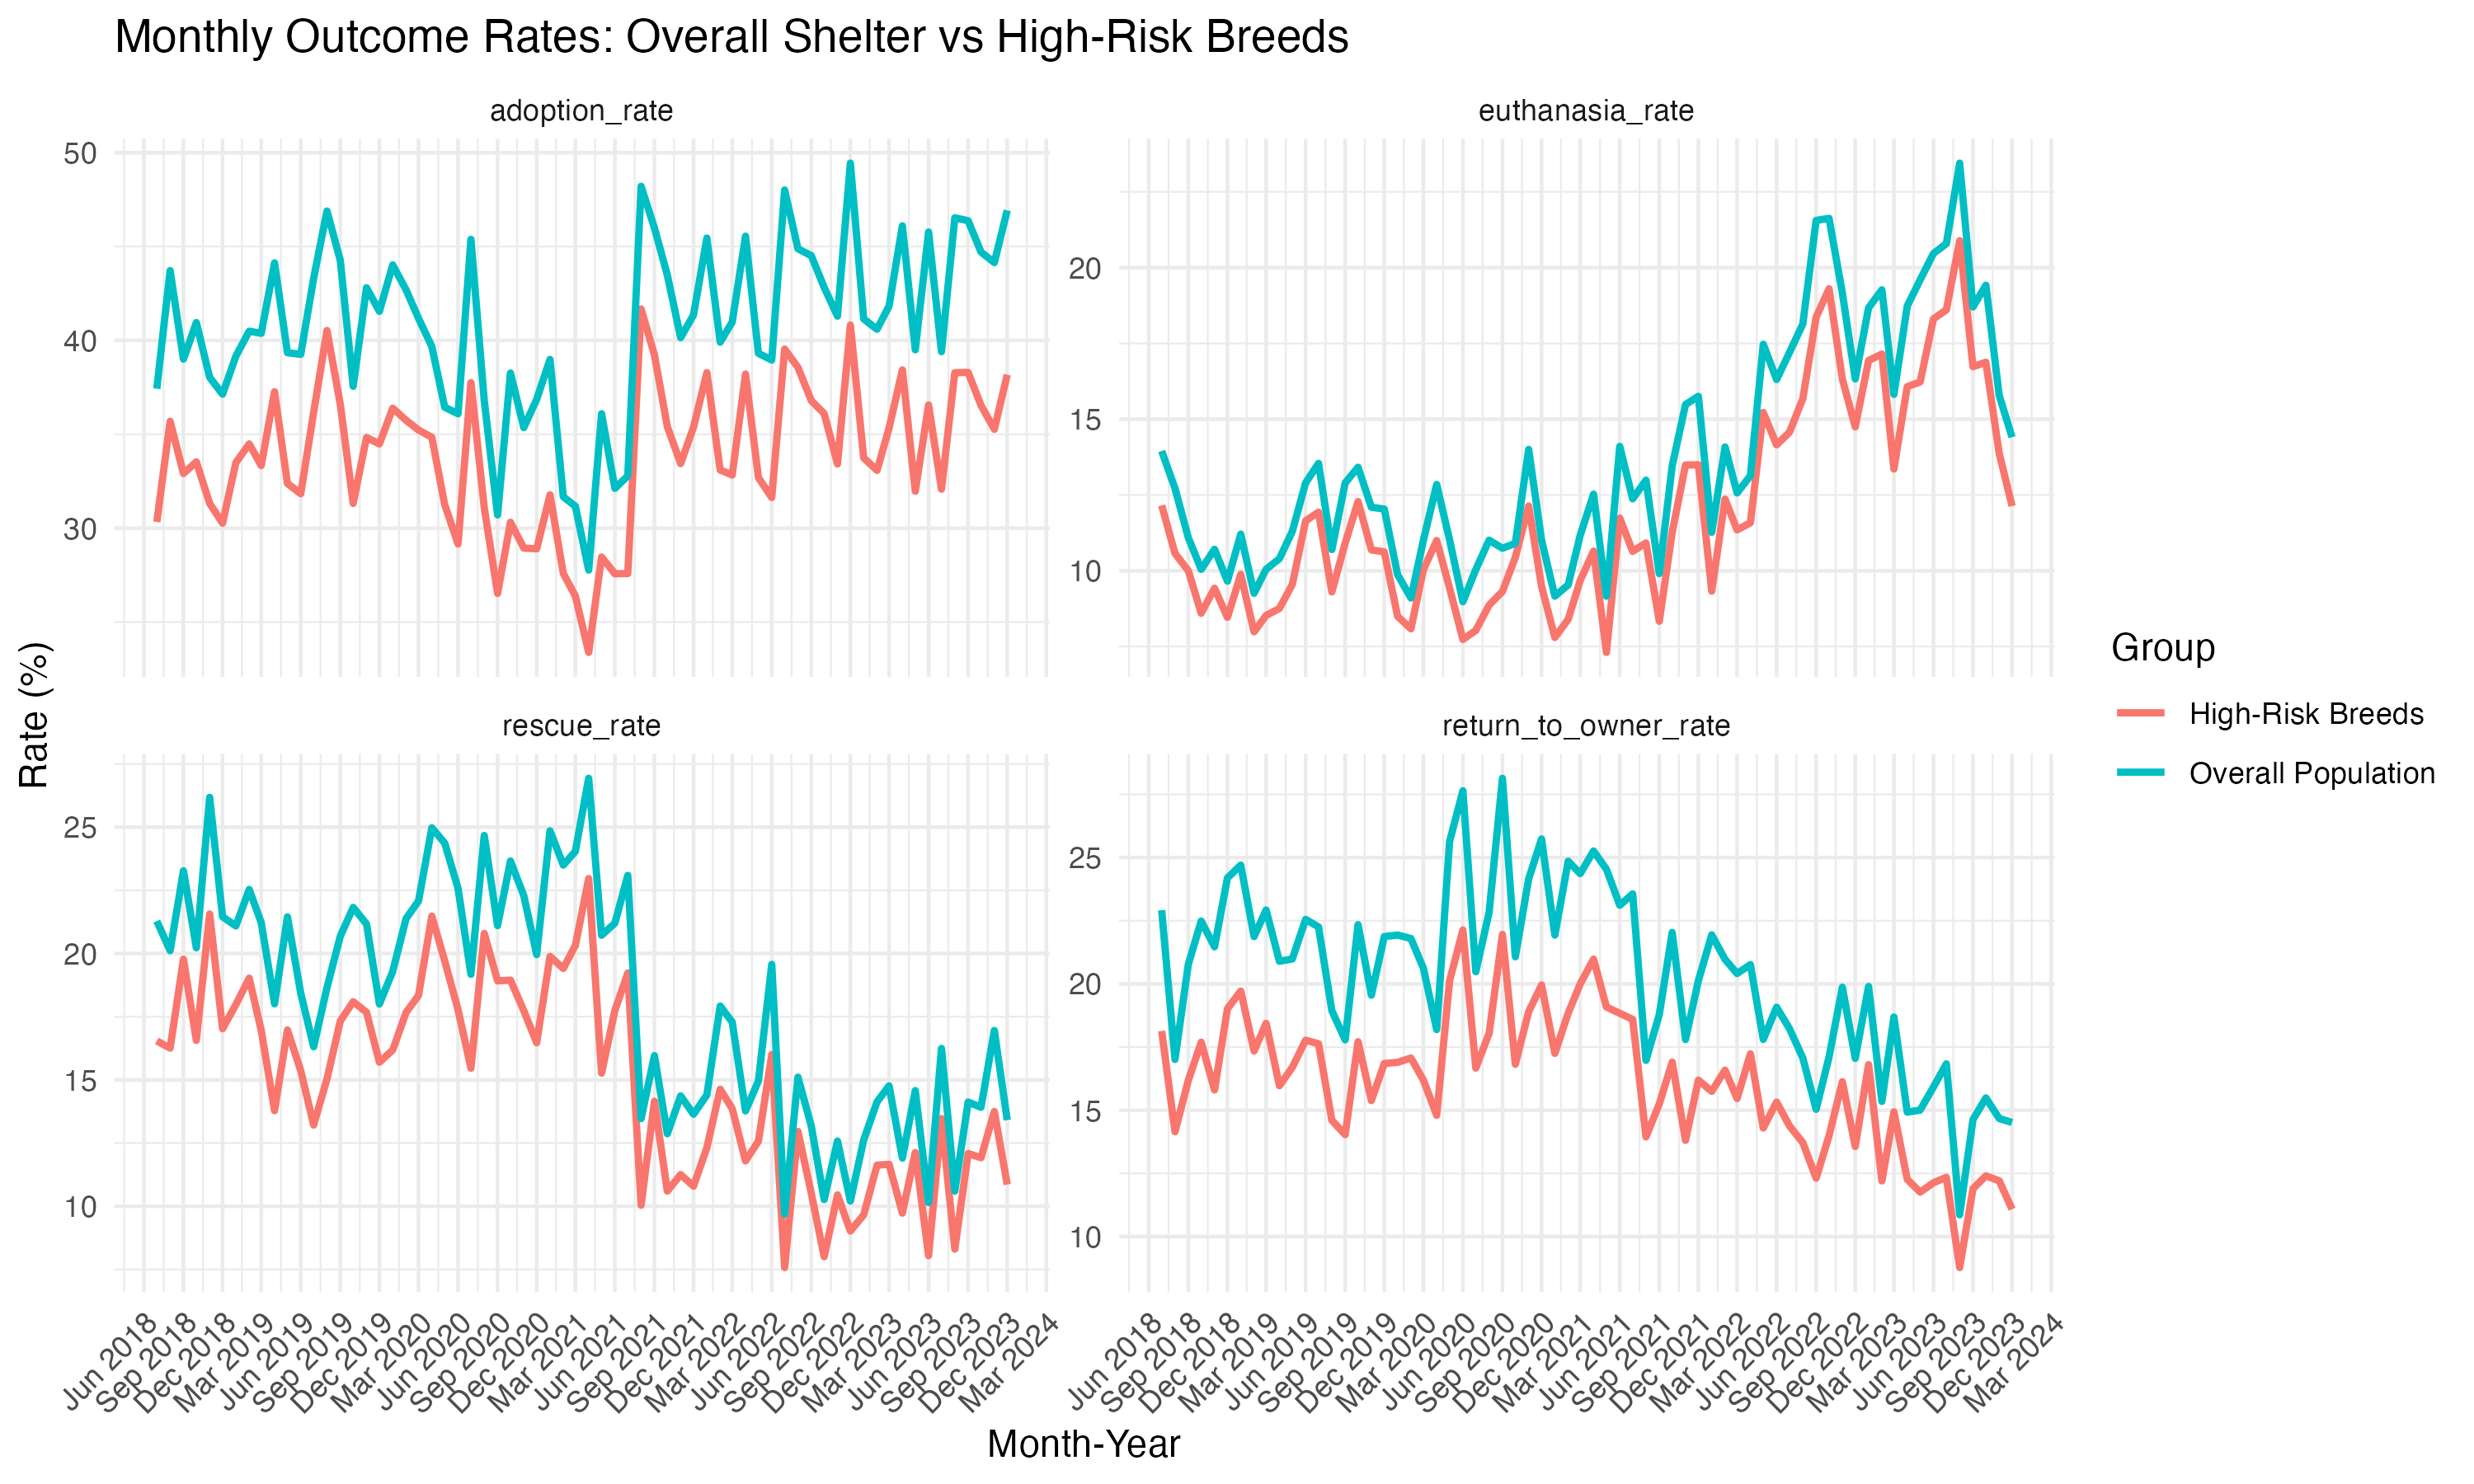 Monthly Outcome Rates: Overall Shelter vs High-Risk Breeds
adoption_rate
euthanasia_rate
50
40
30
20
15
10
rescue_rate
return_to_owner_rate
25
20
15
10
25
20
15
10
Rate (%)
Jun 2018
Sep 2018
Dec 2018
Mar 2019
Jun 2019
Sep 2019
Dec 2019
Mar 2020
Jun 2020
Sep 2020
Dec 2020
Mar 2021
Jun 2021
Sep 2021
Dec 2021
Mar 2022
Jun 2022
Sep 2022
Dec 2022
Mar 2023
Jun 2023
Sep 2023
Dec 2023
Mar 2024
Jun 2018
Sep 2018
Dec 2018
Mar 2019
Jun 2019
Sep 2019
Dec 2019
Mar 2020
Jun 2020
Sep 2020
Dec 2020
Mar 2021
Jun 2021
Sep 2021
Dec 2021
Mar 2022
Jun 2022
Sep 2022
Dec 2022
Mar 2023
Jun 2023
Sep 2023
Dec 2023
Mar 2024
Month-Year
Group
High-Risk Breeds
Overall Population